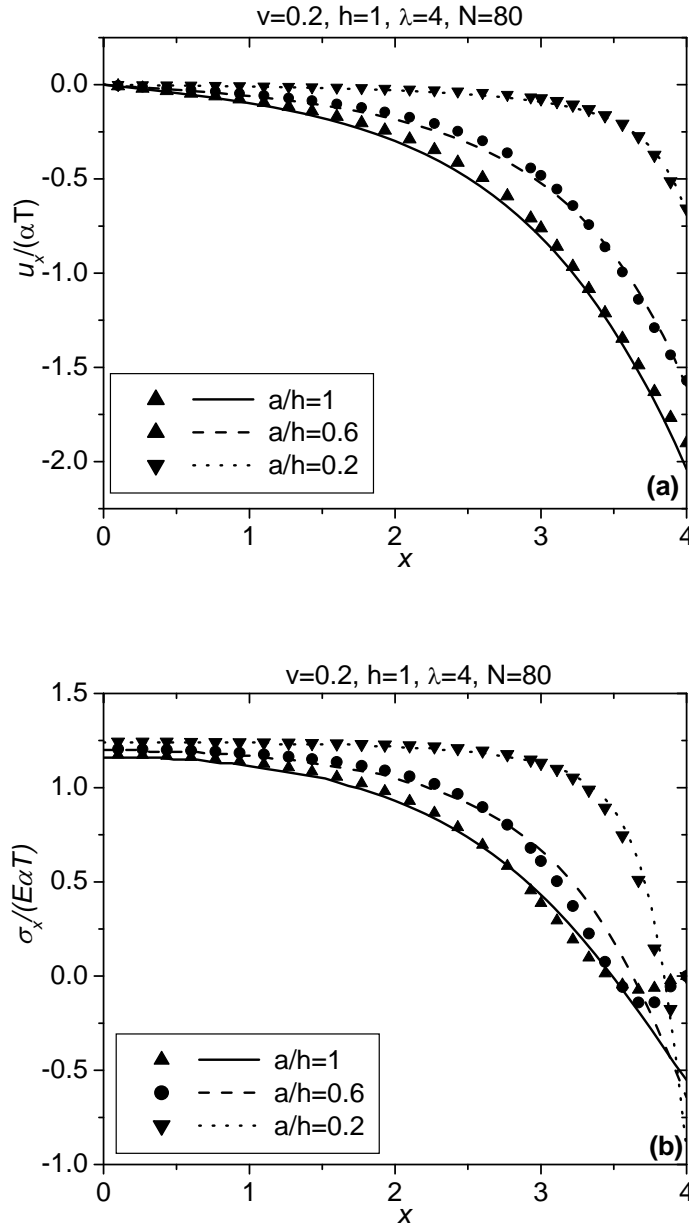 v=0.2, h=1, λ=4, N=80
0.0
-0.5
-1.0
-1.5
-2.0
u_x/(αT)
a/h=1
a/h=0.6
a/h=0.2
(a)
0 1 2 3 4
x
v=0.2, h=1, λ=4, N=80
1.5
1.0
0.5
0.0
-0.5
-1.0
σ_x/(EαT)
a/h=1
a/h=0.6
a/h=0.2
(b)
0 1 2 3 4
x